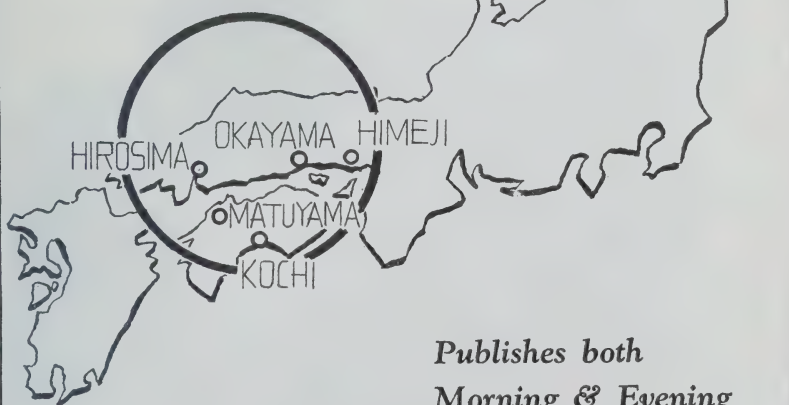 OKAYAMA HIMEJI
HIROSIMA
MATUYAMA
KOCHI
Publishes both
Morning & Evening